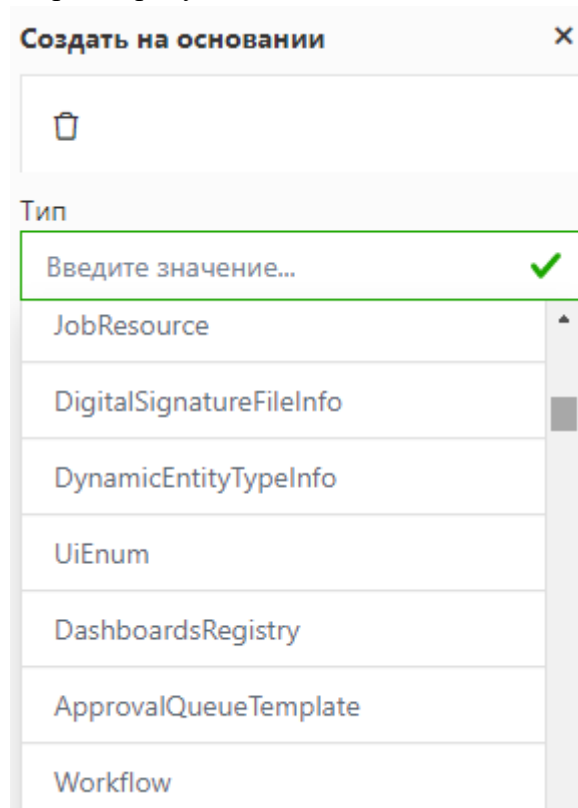 Создать на основании
Тип
Введите значение...
JobResource
DigitalSignatureFileInfo
DynamicEntityTypeInfo
UiEnum
DashboardsRegistry
ApprovalQueueTemplate
Workflow